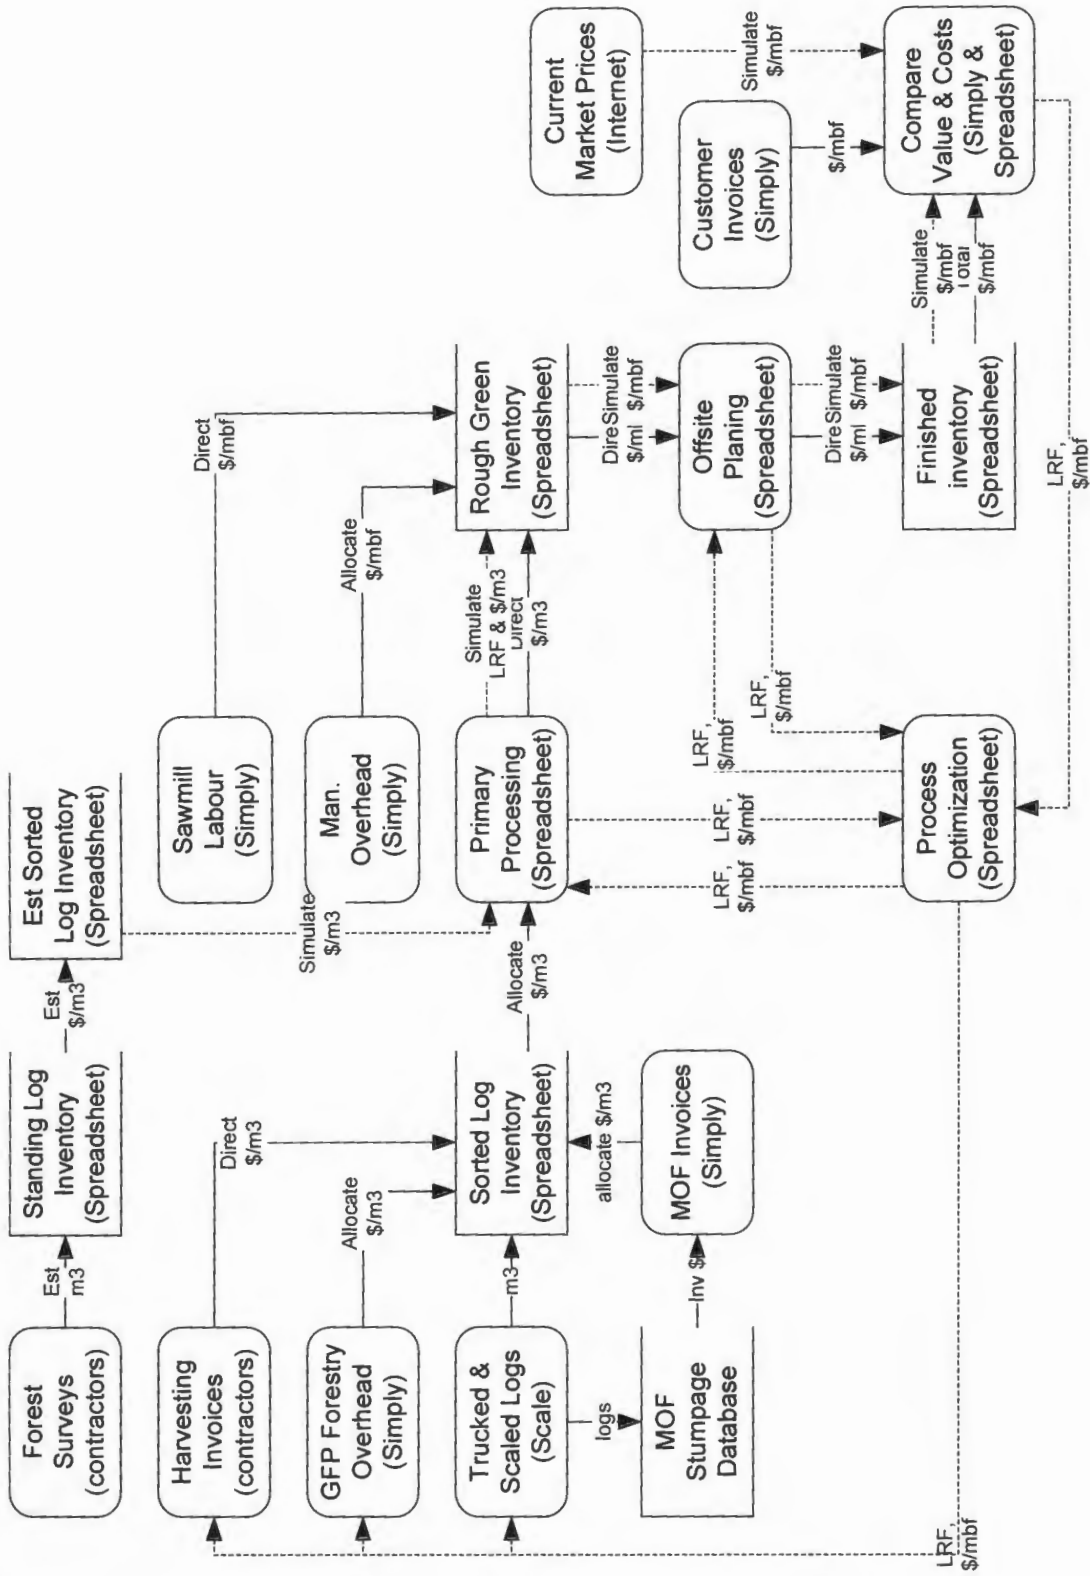 Forest
Surveys
(contractors)
Est
m3
Standing Log
Inventory
(Spreadsheet)
Est
$/m3
Est Sorted
Log Inventory
(Spreadsheet)
Simulate
$/m3
Harvesting
Invoices
(contractors)
Direct
$/m3
Sawmill
Labour
(Simply)
Direct
$/mbf
GFP Forestry
Overhead
(Simply)
Allocate
$/m3
Man.
Overhead
(Simply)
Allocate
$/mbf
Trucked &
Scaled Logs
(Scale)
m3
Sorted Log
Inventory
(Spreadsheet)
Allocate
$/m3
Primary
Processing
(Spreadsheet)
Simulate
LRF & $/m3
Direct
$/m3
Rough Green
Inventory
(Spreadsheet)
Current
Market Prices
(Internet)
Simulate
$/mbf
logs
allocate $/m3
MOF
Stumpage
Database
Inv $
MOF Invoices
(Simply)
LRF,
$/mbf
LRF,
$/mbf
LRF,
$/mbf
LRF,
$/mbf
DireSimulate
$/ml $/mbf
Offsite
Planing
(Spreadsheet)
DireSimulate
$/ml $/mbf
Customer
Invoices
(Simply)
$/mbf
Process
Optimization
(Spreadsheet)
Finished
inventory
(Spreadsheet)
Simulate
$/mbf
Total
$/mbf
Compare
Value & Costs
(Simply &
Spreadsheet)
LRF,
$/mbf
LRF,
$/mbf